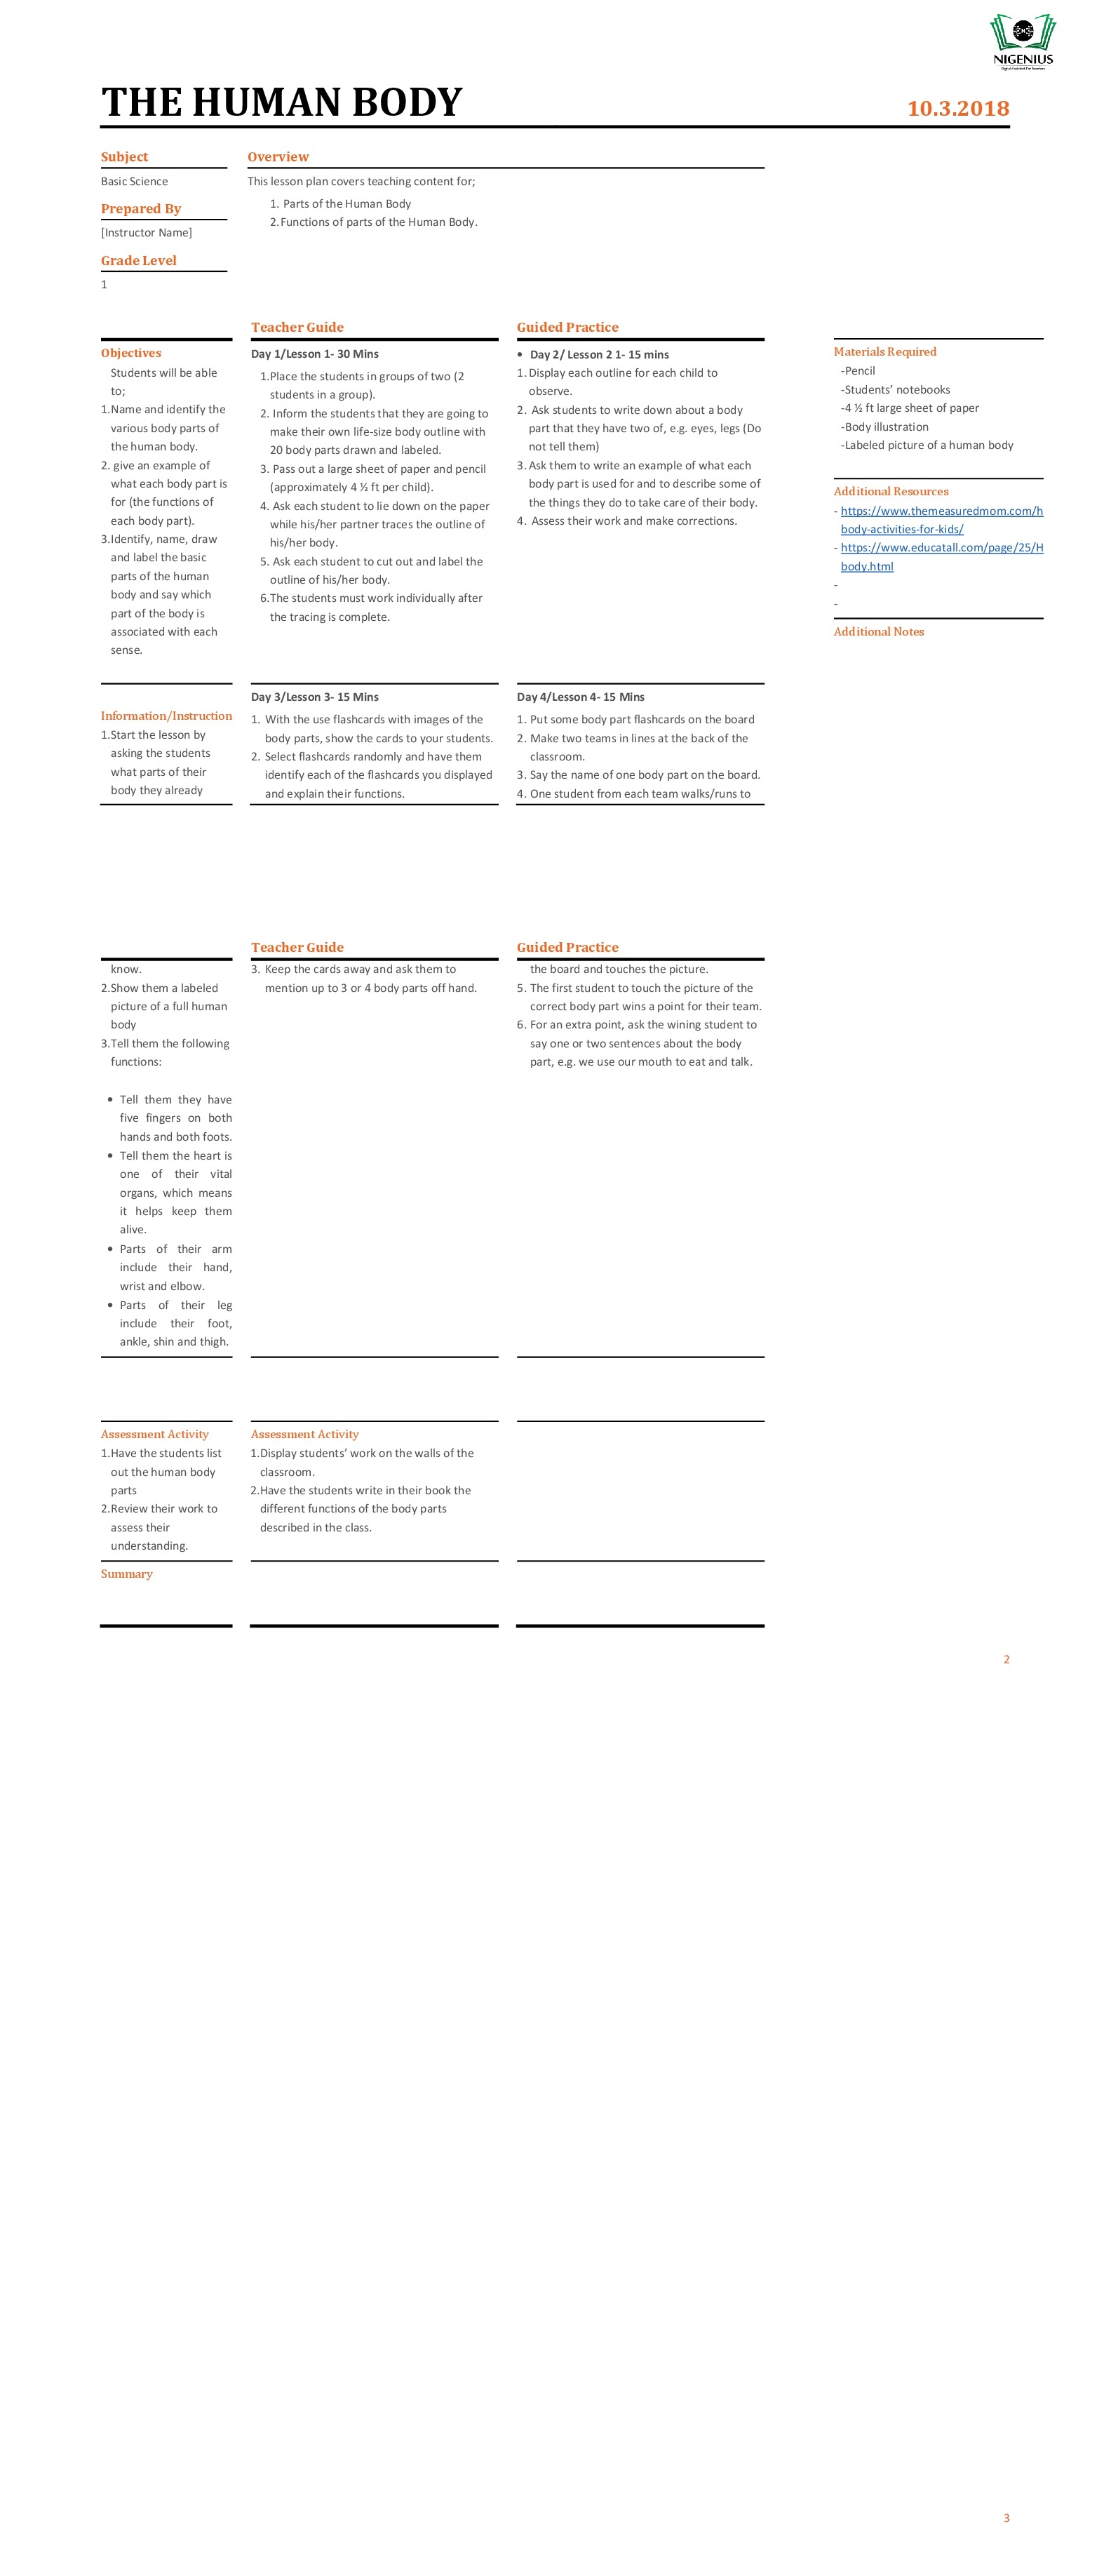 NIGENIUS
Digital Assistant For Teachers
THE HUMAN BODY
10.3.2018
Subject
Basic Science
Prepared By
[Instructor Name]
Grade Level
1
Overview
This lesson plan covers teaching content for;
1. Parts of the Human Body
2.Functions of parts of the Human Body.
Teacher Guide
Guided Practice
Objectives
Students will be able
to;
1.Name and identify the
various body parts of
the human body.
2. give an example of
what each body part is
for (the functions of
each body part).
3.Identify, name, draw
and label the basic
parts of the human
body and say which
part of the body is
associated with each
sense.
Day 1/Lesson 1- 30 Mins
1.Place the students in groups of two (2
students in a group).
2. Inform the students that they are going to
make their own life-size body outline with
20 body parts drawn and labeled.
3. Pass out a large sheet of paper and pencil
(approximately 4 ½ ft per child).
4. Ask each student to lie down on the paper
while his/her partner traces the outline of
his/her body.
5. Ask each student to cut out and label the
outline of his/her body.
6.The students must work individually after
the tracing is complete.
• Day 2/ Lesson 2 1- 15 mins
1. Display each outline for each child to
observe.
2. Ask students to write down about a body
part that they have two of, e.g. eyes, legs (Do
not tell them)
3. Ask them to write an example of what each
body part is used for and to describe some of
the things they do to take care of their body.
4. Assess their work and make corrections.
Materials Required
-Pencil
-Students’ notebooks
-4 ½ ft large sheet of paper
-Body illustration
-Labeled picture of a human body
Additional Resources
- https://www.themeasuredmom.com/h
body-activities-for-kids/
- https://www.educatall.com/page/25/H
body.html
-
-
Additional Notes
Information/Instruction
1.Start the lesson by
asking the students
what parts of their
body they already
Day 3/Lesson 3- 15 Mins
1. With the use flashcards with images of the
body parts, show the cards to your students.
2. Select flashcards randomly and have them
identify each of the flashcards you displayed
and explain their functions.
Day 4/Lesson 4- 15 Mins
1. Put some body part flashcards on the board
2. Make two teams in lines at the back of the
classroom.
3. Say the name of one body part on the board.
4. One student from each team walks/runs to
Teacher Guide
Guided Practice
know.
2.Show them a labeled
picture of a full human
body
3.Tell them the following
functions:
• Tell them they have
five fingers on both
hands and both foots.
• Tell them the heart is
one of their vital
organs, which means
it helps keep them
alive.
• Parts of their arm
include their hand,
wrist and elbow.
• Parts of their leg
include their foot,
ankle, shin and thigh.
3. Keep the cards away and ask them to
mention up to 3 or 4 body parts off hand.
the board and touches the picture.
5. The first student to touch the picture of the
correct body part wins a point for their team.
6. For an extra point, ask the wining student to
say one or two sentences about the body
part, e.g. we use our mouth to eat and talk.
Assessment Activity
1.Have the students list
out the human body
parts
2.Review their work to
assess their
understanding.
Assessment Activity
1.Display students’ work on the walls of the
classroom.
2.Have the students write in their book the
different functions of the body parts
described in the class.
Summary
2
3